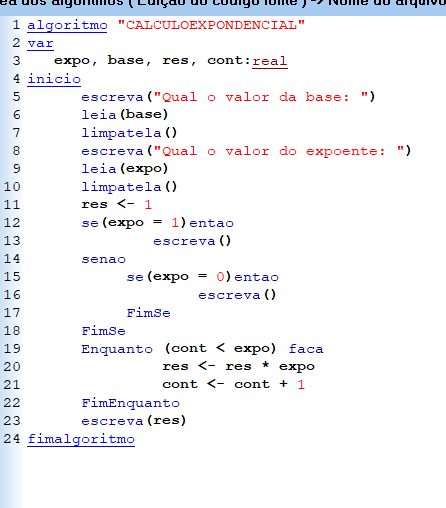 ea dos algoritmos ( Edição do código fonte ) -> Nome do arquivo
1 algoritmo "CALCULOEXPONDENCIAL"
2 var
3 expo, base, res, cont:real
4 inicio
5 escreva("Qual o valor da base: ")
6 leia(base)
7 limpatela()
8 escreva("Qual o valor do expoente: ")
9 leia(expo)
10 limpatela()
11 res <- 1
12 se(expo = 1)entao
13 escreva()
14 senao
15 se(expo = 0)entao
16 escreva()
17 FimSe
18 FimSe
19 Enquanto (cont < expo) faca
20 res <- res * expo
21 cont <- cont + 1
22 FimEnquanto
23 escreva(res)
24 fimalgoritmo